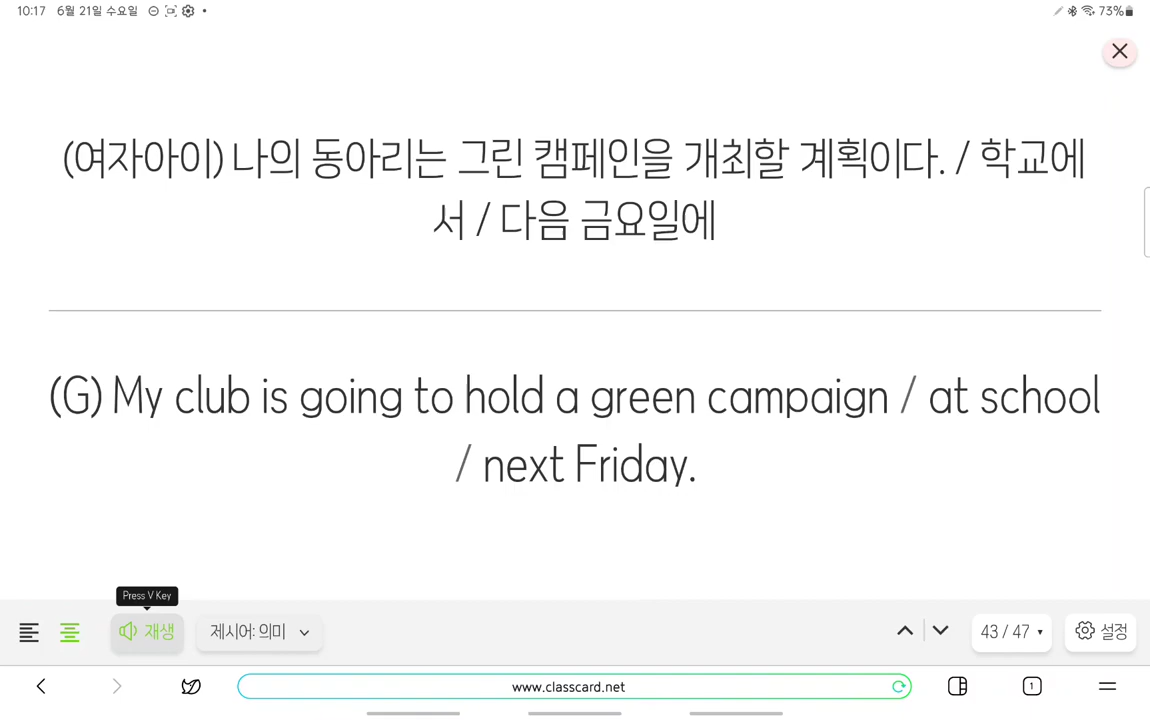 10:17 6월 21일 수요일 73%
(여자아이) 나의 동아리는 그린 캠페인을 개최할 계획이다. / 학교에
서 / 다음 금요일에
(G) My club is going to hold a green campaign / at school
/ next Friday.
Press V Key
재생 제시어: 의미 43 / 47 설정
www.classcard.net 1